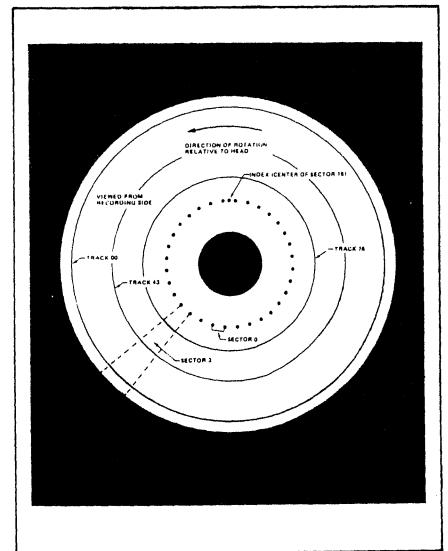 DIRECTION OF ROTATION
RELATIVE TO HEAD
INDEX (CENTER OF SECTOR 16)
VIEWED FROM
RECORDING SIDE
TRACK 00
TRACK 76
TRACK 43
SECTOR 0
SECTOR 3